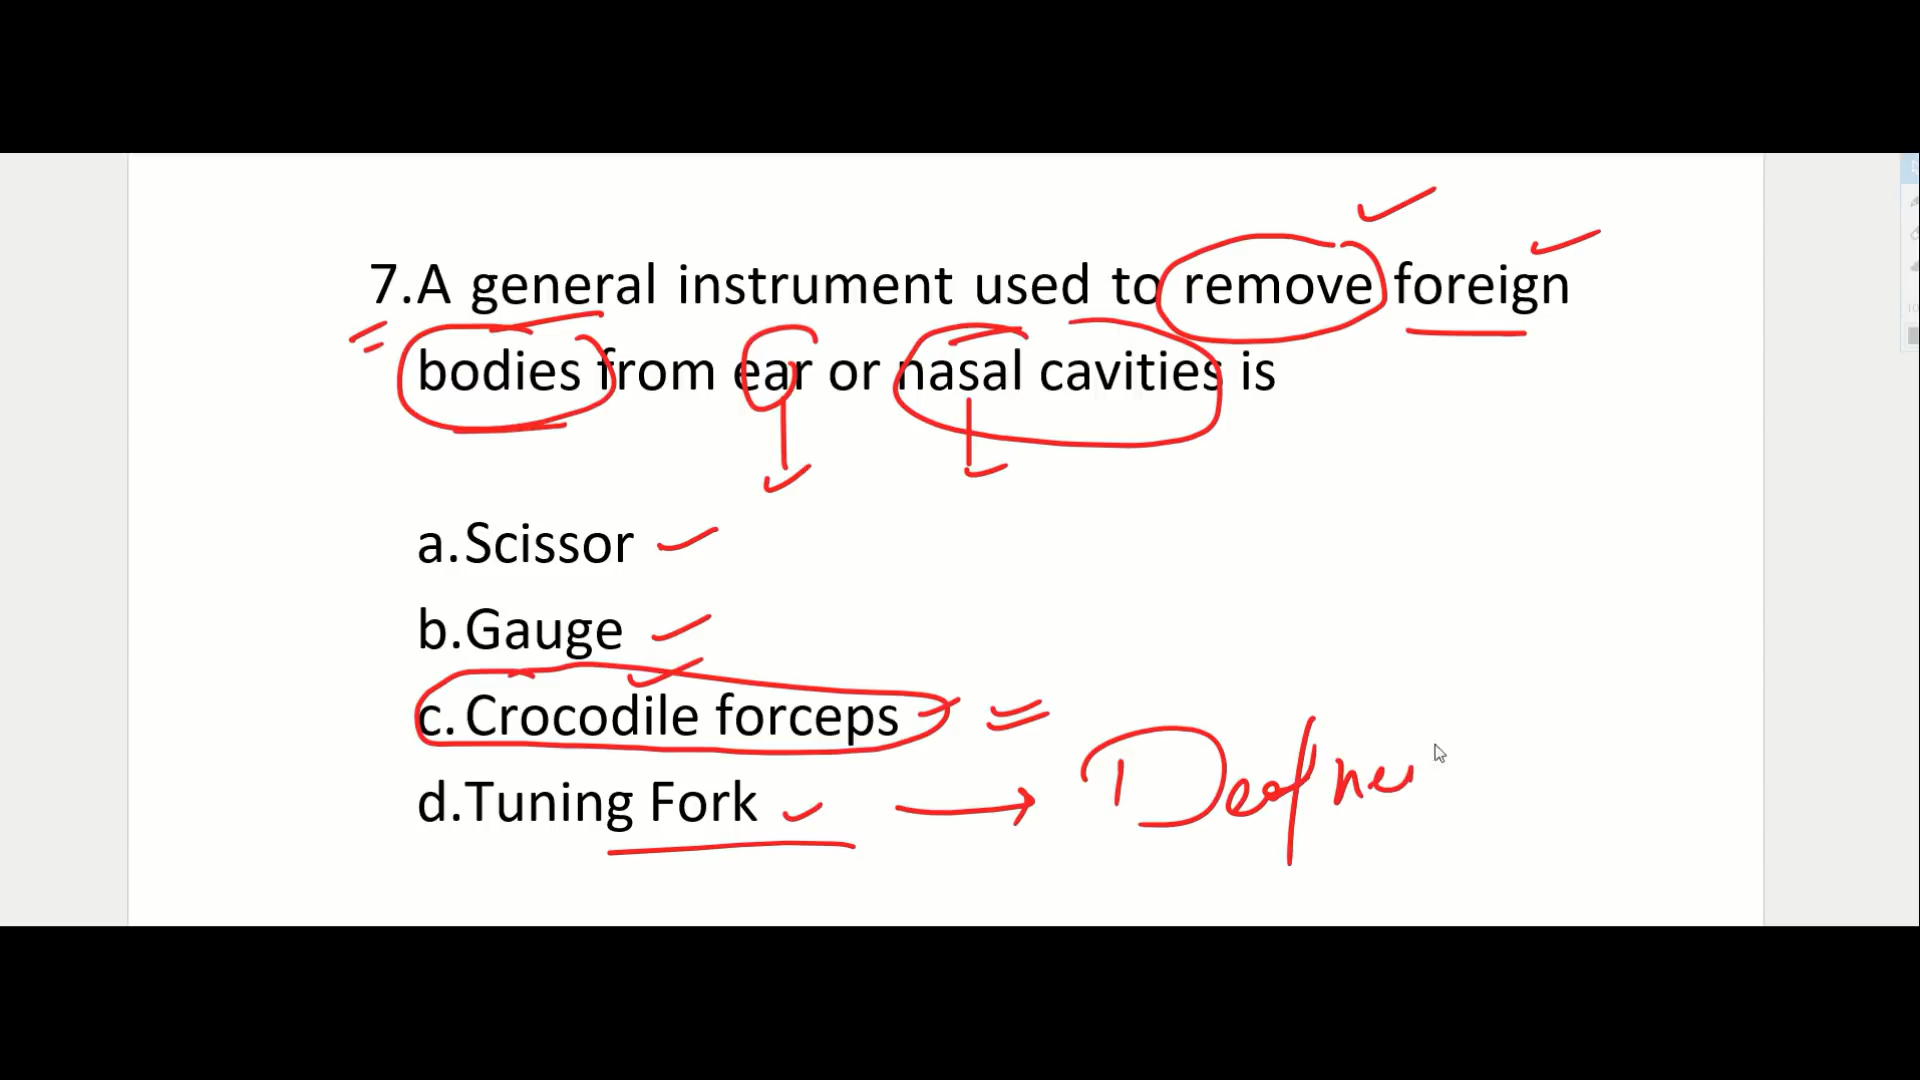 7.A general instrument used to remove foreign
bodies from ear or nasal cavities is
a.Scissor
b.Gauge
c.Crocodile forceps
d.Tuning Fork